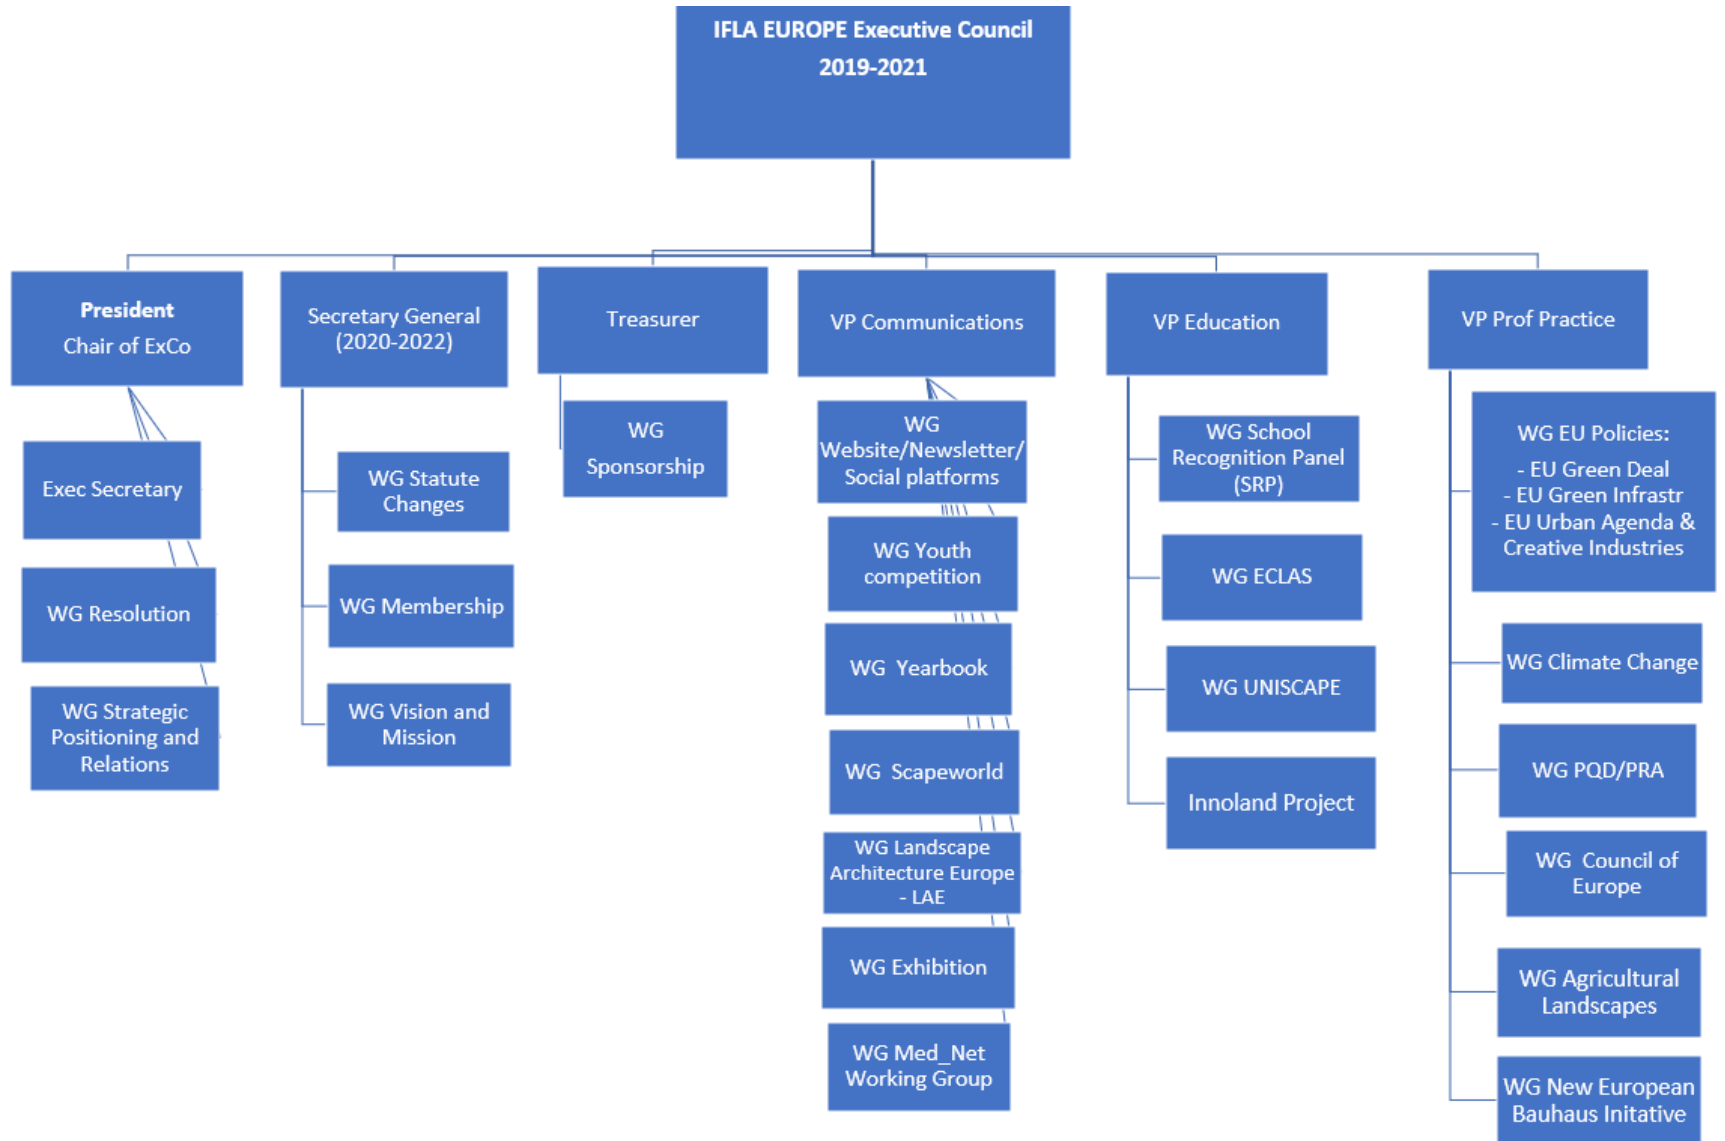 IFLA EUROPE Executive Council
2019-2021
President
Chair of ExCo
Secretary General
(2020-2022)
Treasurer
VP Communications
VP Education
VP Prof Practice
Exec Secretary
WG Resolution
WG Strategic
Positioning and
Relations
WG Statute
Changes
WG Membership
WG Vision and
Mission
WG
Sponsorship
WG
Website/Newsletter/
Social platforms
WG Youth
competition
WG Yearbook
WG Scapeworld
WG Landscape
Architecture Europe
- LAE
WG Exhibition
WG Med_Net
Working Group
WG School
Recognition Panel
(SRP)
WG ECLAS
WG UNISCAPE
Innoland Project
WG EU Policies:
- EU Green Deal
- EU Green Infrastr
- EU Urban Agenda &
Creative Industries
WG Climate Change
WG PQD/PRA
WG Council of
Europe
WG Agricultural
Landscapes
WG New European
Bauhaus Initative